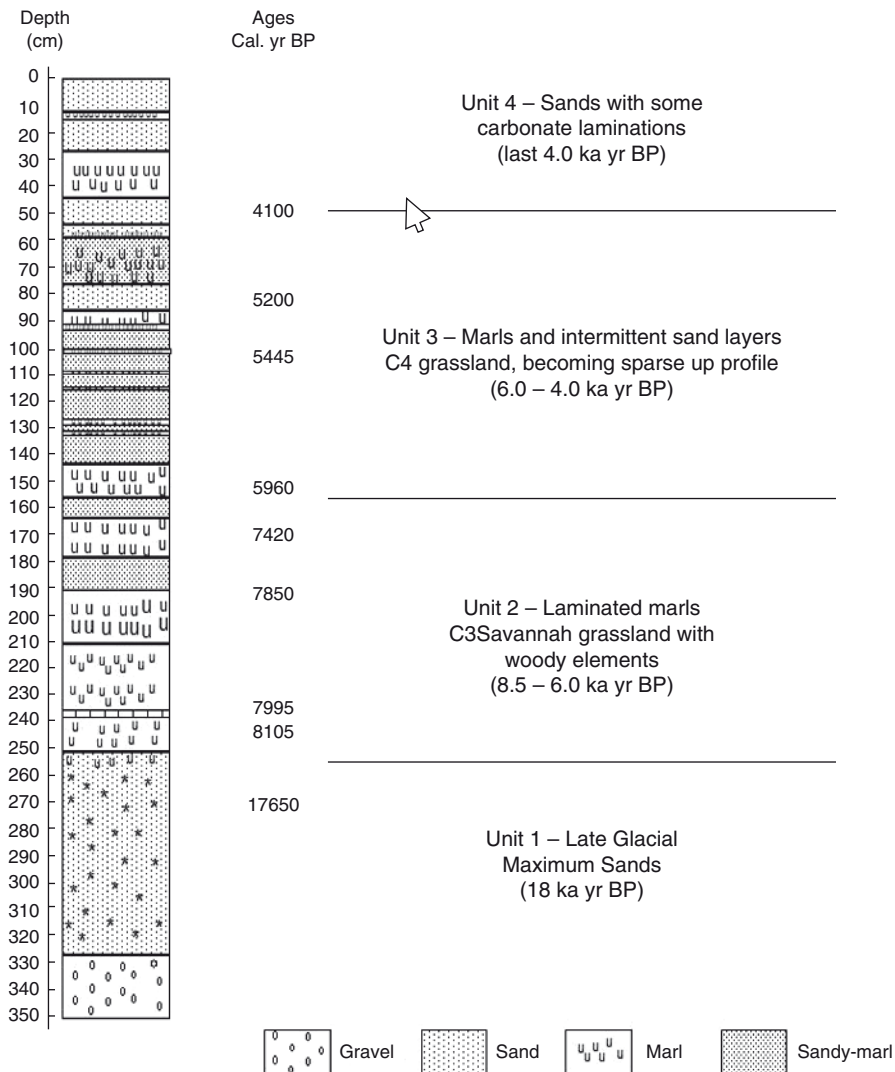 Depth
(cm)
Ages
Cal. yr BP
0
10
20
30
40
50
60
70
80
90
100
110
120
130
140
150
160
170
180
190
200
210
220
230
240
250
260
270
280
290
300
310
320
330
340
350
4100
5200
5445
5960
7420
7850
7995
8105
17650
Unit 4 – Sands with some
carbonate laminations
(last 4.0 ka yr BP)
Unit 3 – Marls and intermittent sand layers
C4 grassland, becoming sparse up profile
(6.0 – 4.0 ka yr BP)
Unit 2 – Laminated marls
C3Savannah grassland with
woody elements
(8.5 – 6.0 ka yr BP)
Unit 1 – Late Glacial
Maximum Sands
(18 ka yr BP)
Gravel
Sand
Marl
Sandy-marl